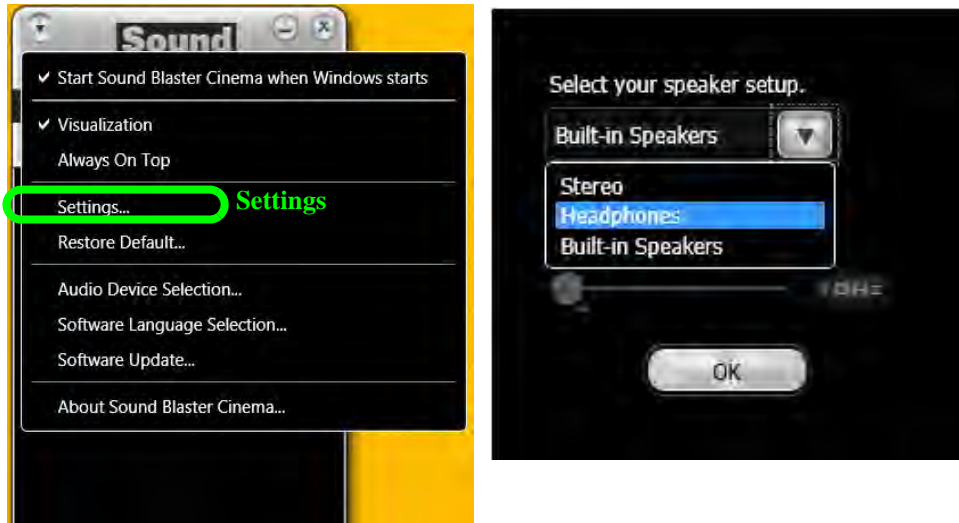 Sound
Start Sound Blaster Cinema when Windows starts
Visualization
Always On Top
Settings...
Settings
Restore Default...
Audio Device Selection...
Software Language Selection...
Software Update...
About Sound Blaster Cinema...
Select your speaker setup.
Built-in Speakers
Stereo
Headphones
Built-in Speakers
OK